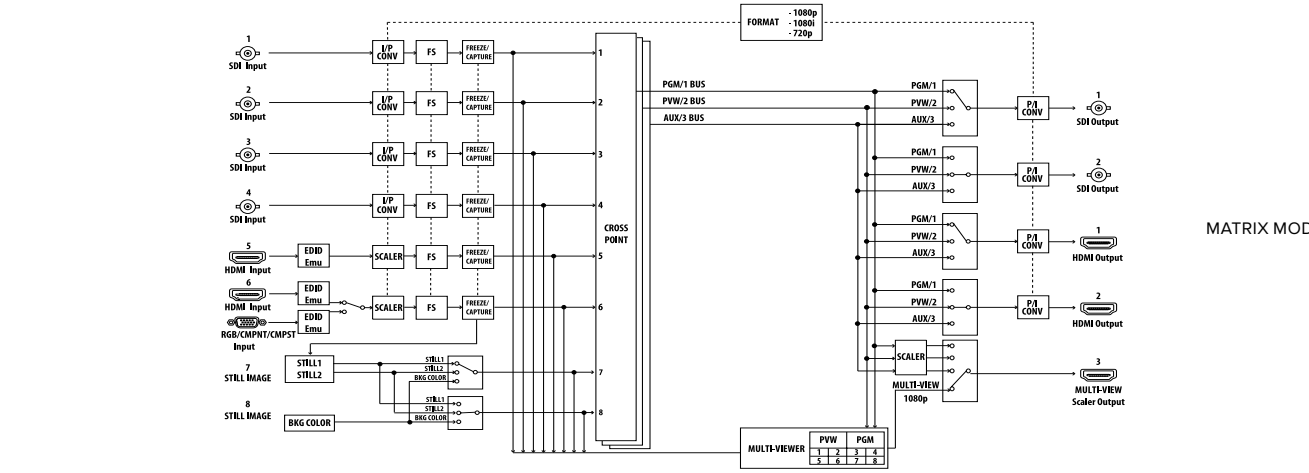 FORMAT - 1080p
- 1080i
- 720p
1
SDI Input
I/P CONV
FS
FREEZE/ CAPTURE
1
2
SDI Input
I/P CONV
FS
FREEZE/ CAPTURE
2
3
SDI Input
I/P CONV
FS
FREEZE/ CAPTURE
3
4
SDI Input
I/P CONV
FS
FREEZE/ CAPTURE
4
5
HDMI Input
EDID Emu
SCALER
FS
FREEZE/ CAPTURE
5
6
HDMI Input
EDID Emu
SCALER
FS
FREEZE/ CAPTURE
6
RGB/CMPNT/CMPST
Input
EDID Emu
7
STILL IMAGE
STILL1
STILL2
STILL1
STILL2
BKG COLOR
7
8
STILL IMAGE
BKG COLOR
STILL1
STILL2
BKG COLOR
8
CROSS
POINT
PGM/1 BUS
PVW/2 BUS
AUX/3 BUS
PGM/1
PVW/2
AUX/3
P/I CONV
1
SDI Output
PGM/1
PVW/2
AUX/3
P/I CONV
2
SDI Output
PGM/1
PVW/2
AUX/3
P/I CONV
1
HDMI Output
PGM/1
PVW/2
AUX/3
P/I CONV
2
HDMI Output
SCALER
MULTI-VIEW
1080p
3
MULTI-VIEW
Scaler Output
MULTI-VIEWER
PVW PGM
1 2 3 4
5 6 7 8
MATRIX MOD